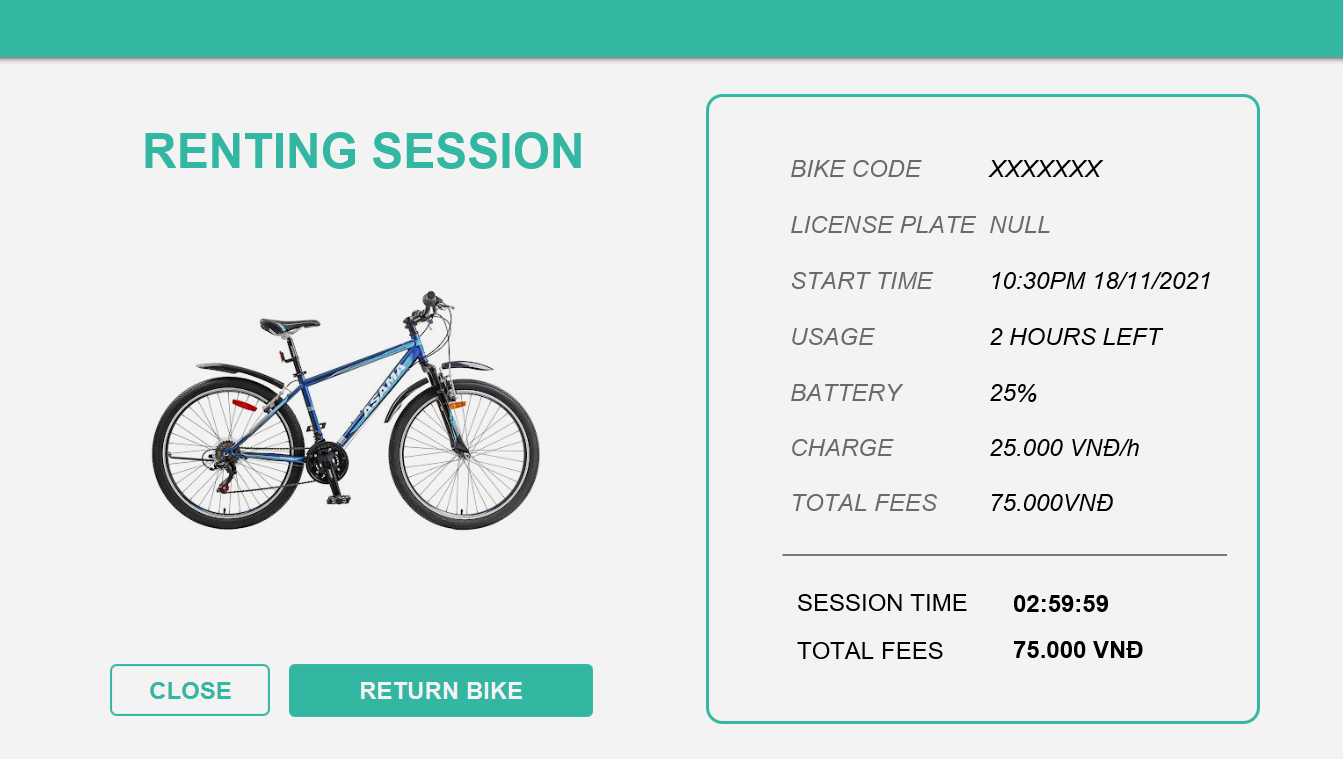 RENTING SESSION
ASAMA
CLOSE
RETURN BIKE
BIKE CODE XXXXXXX
LICENSE PLATE NULL
START TIME 10:30PM 18/11/2021
USAGE 2 HOURS LEFT
BATTERY 25%
CHARGE 25.000 VNĐ/h
TOTAL FEES 75.000VNĐ
SESSION TIME 02:59:59
TOTAL FEES 75.000 VNĐ